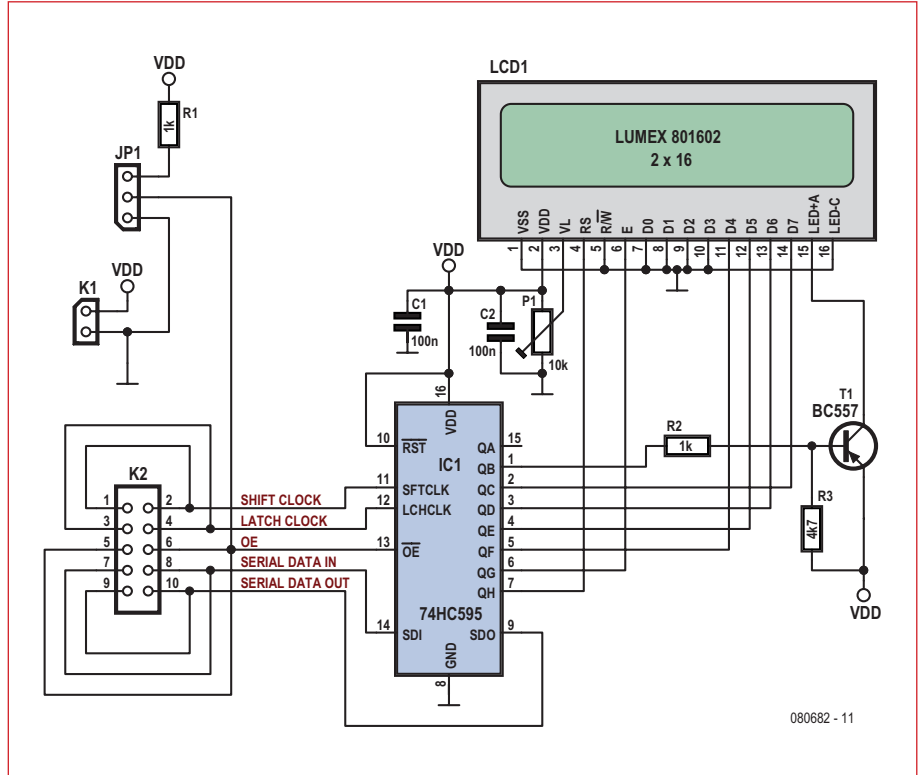 VDD
R1
1k
JP1
K1
VDD
LCD1
LUMEX 801602
2 x 16
VSS
VDD
VL
RS
R/W
E
D0
D1
D2
D3
D4
D5
D6
D7
LED+A
LED-C
1
2
3
4
5
6
7
8
9
10
11
12
13
14
15
16
VDD
C1
100n
C2
100n
P1
10k
16
VDD
10
RST
IC1
11
SFTCLK
12
LCHCLK
13
OE
14
SDI
QA
15
QB
1
QC
2
QD
3
QE
4
QF
5
QG
6
QH
7
74HC595
SDO
9
GND
8
R2
1k
T1
BC557
R3
4k7
VDD
K2
1
2
SHIFT CLOCK
3
4
LATCH CLOCK
5
6
OE
7
8
SERIAL DATA IN
9
10
SERIAL DATA OUT
080682 - 11